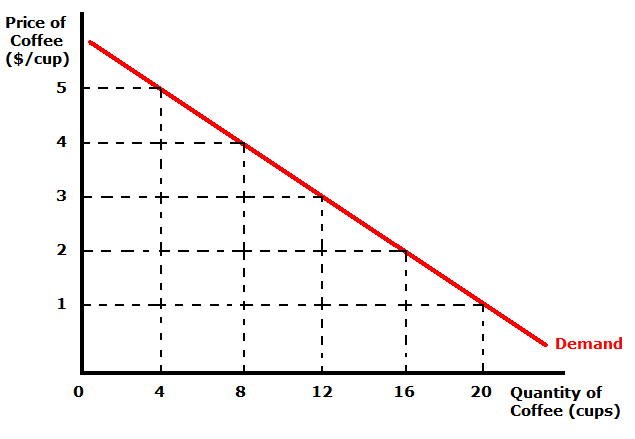 Price of
Coffee
($/cup)
5
4
3
2
1
Demand
0 4 8 12 16 20 Quantity of
Coffee (cups)